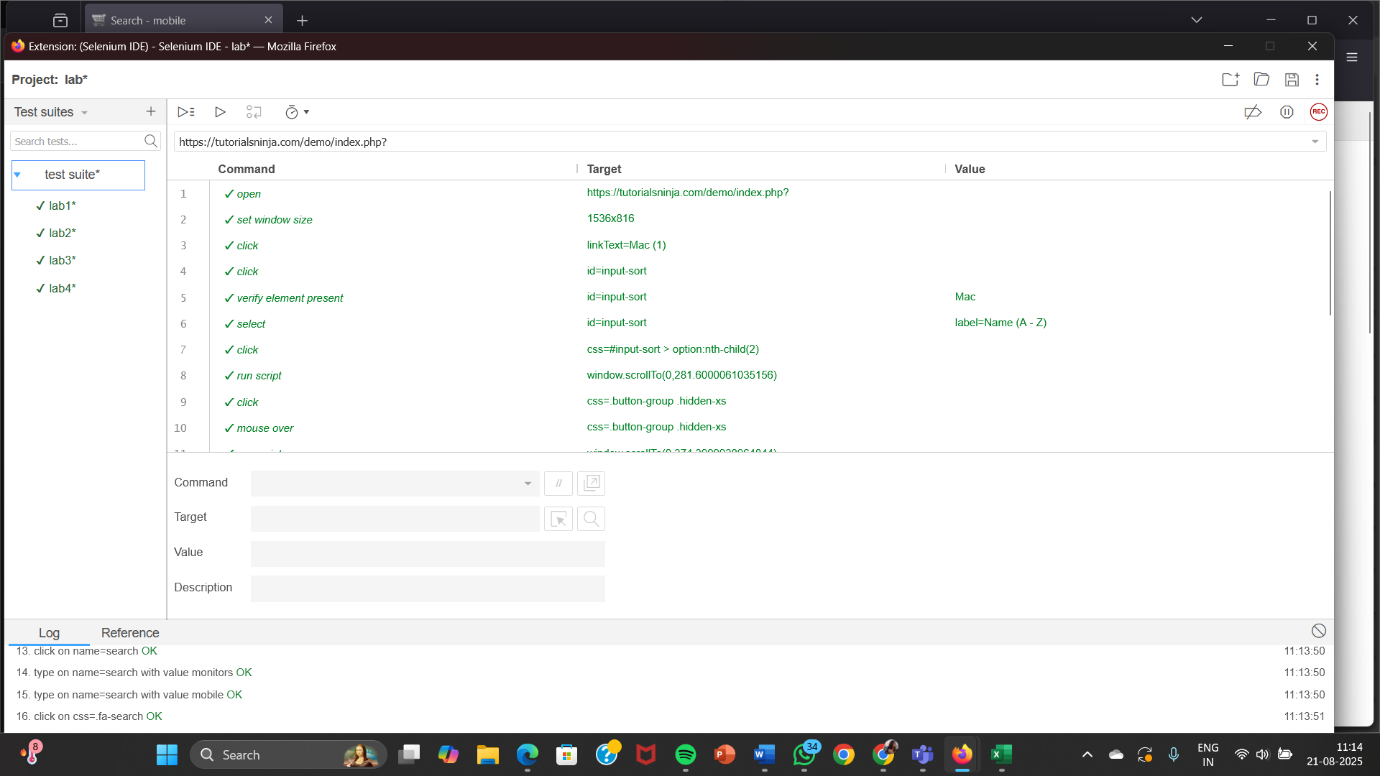 Search - mobile
Extension: (Selenium IDE) - Selenium IDE - lab* — Mozilla Firefox
Project: lab*
Test suites
Search tests...
test suite*
✓ lab1*
✓ lab2*
✓ lab3*
✓ lab4*
REC
https://tutorialsninja.com/demo/index.php?
Command Target Value
1 ✓ open https://tutorialsninja.com/demo/index.php?
2 ✓ set window size 1536x816
3 ✓ click linkText=Mac (1)
4 ✓ click id=input-sort
5 ✓ verify element present id=input-sort Mac
6 ✓ select id=input-sort label=Name (A - Z)
7 ✓ click css=#input-sort > option:nth-child(2)
8 ✓ run script window.scrollTo(0,281.6000061035156)
9 ✓ click css=.button-group .hidden-xs
10 ✓ mouse over css=.button-group .hidden-xs
Command
//
Target
Value
Description
Log Reference
13. click on name=search OK 11:13:50
14. type on name=search with value monitors OK 11:13:50
15. type on name=search with value mobile OK 11:13:50
16. click on css=.fa-search OK 11:13:51
8
Search
34
ENG
IN
11:14
21-08-2025